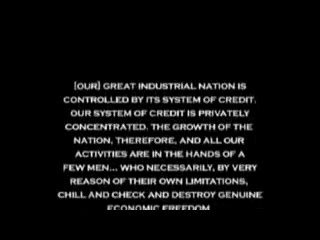 [OUR] GREAT INDUSTRIAL NATION IS
CONTROLLED BY ITS SYSTEM OF CREDIT.
OUR SYSTEM OF CREDIT IS PRIVATELY
CONCENTRATED. THE GROWTH OF THE
NATION, THEREFORE, AND ALL OUR
ACTIVITIES ARE IN THE HANDS OF A
FEW MEN... WHO NECESSARILY, BY VERY
REASON OF THEIR OWN LIMITATIONS,
CHILL AND CHECK AND DESTROY GENUINE
ECONOMIC FREEDOM